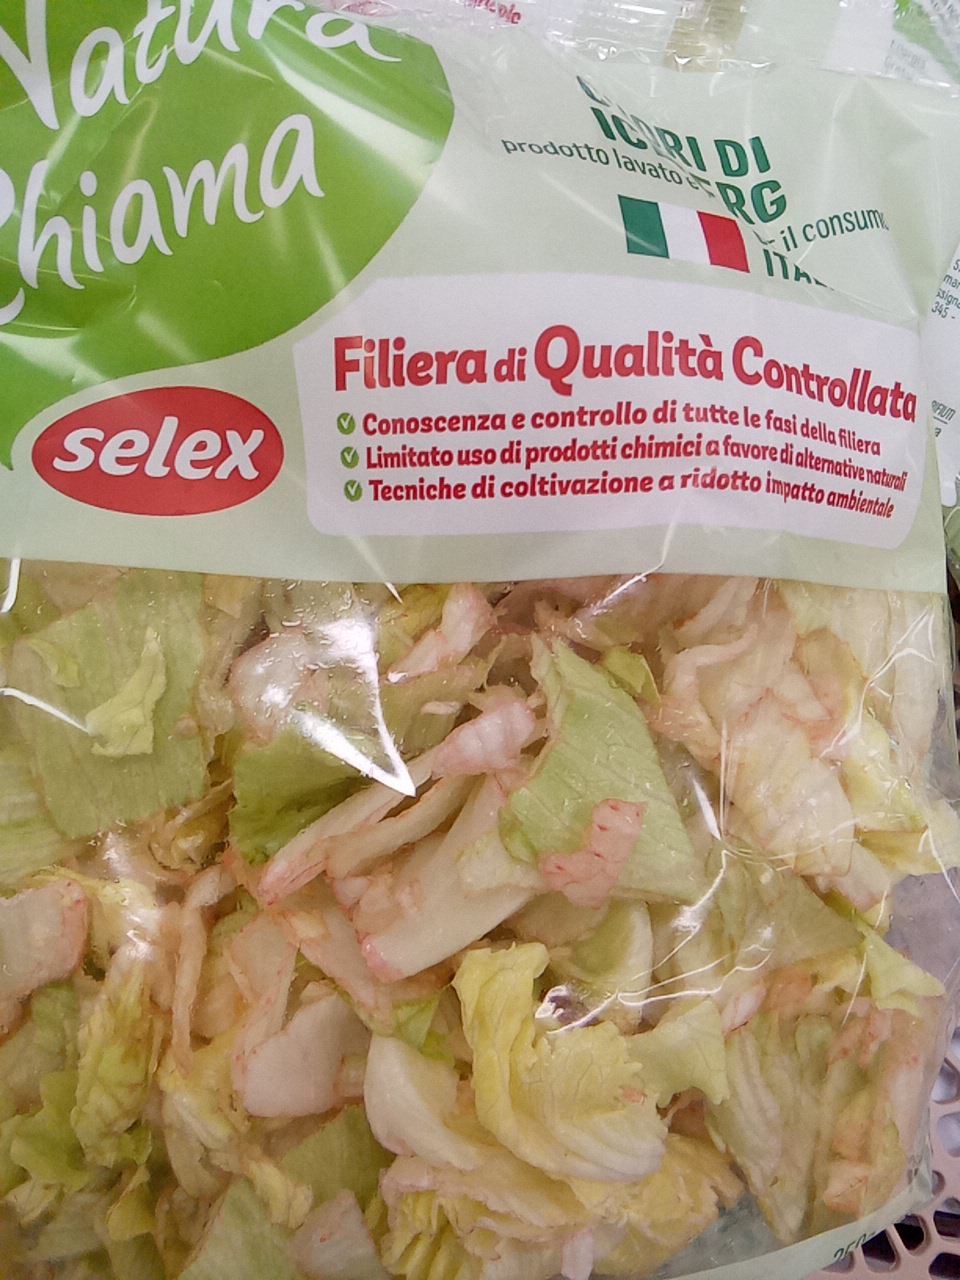 Natura
Chiama
ICORI DI
prodotto lavato e
RG
il consum
selex
Filiera di Qualità Controllata
Conoscenza e controllo di tutte le fasi della filiera
Limitato uso di prodotti chimici a favore di alternative naturali
Tecniche di coltivazione a ridotto impatto ambientale
345 -